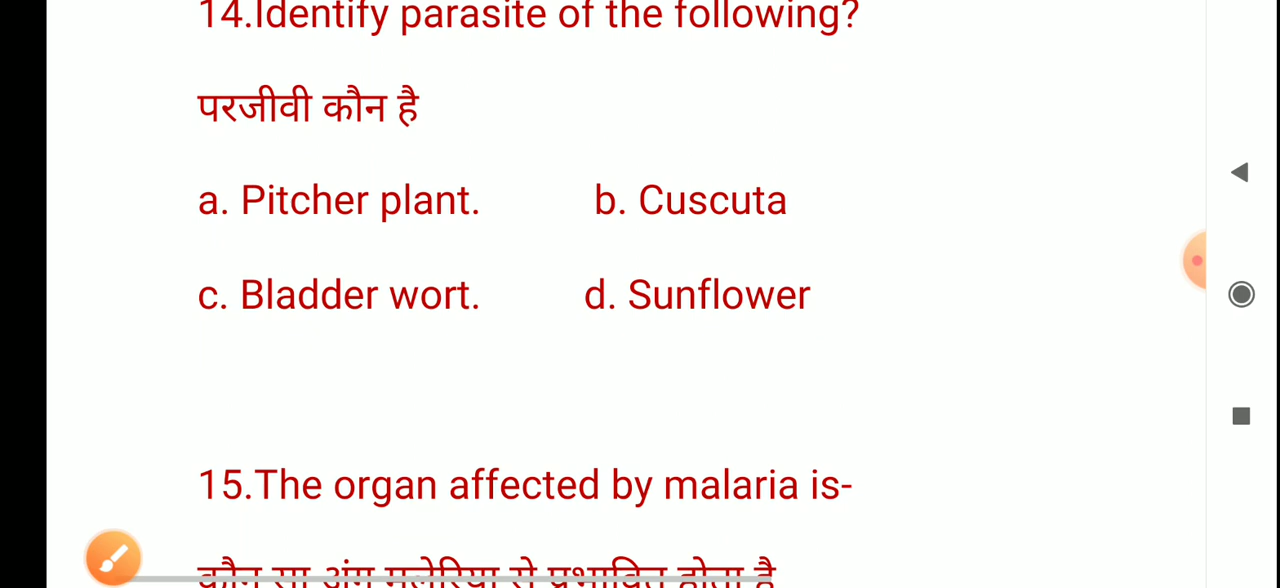 14.Identify parasite of the following?
परजीवी कौन है
a. Pitcher plant. b. Cuscuta
c. Bladder wort. d. Sunflower
15.The organ affected by malaria is-
कौन सा अंग मलेरिया से प्रभावित होता है